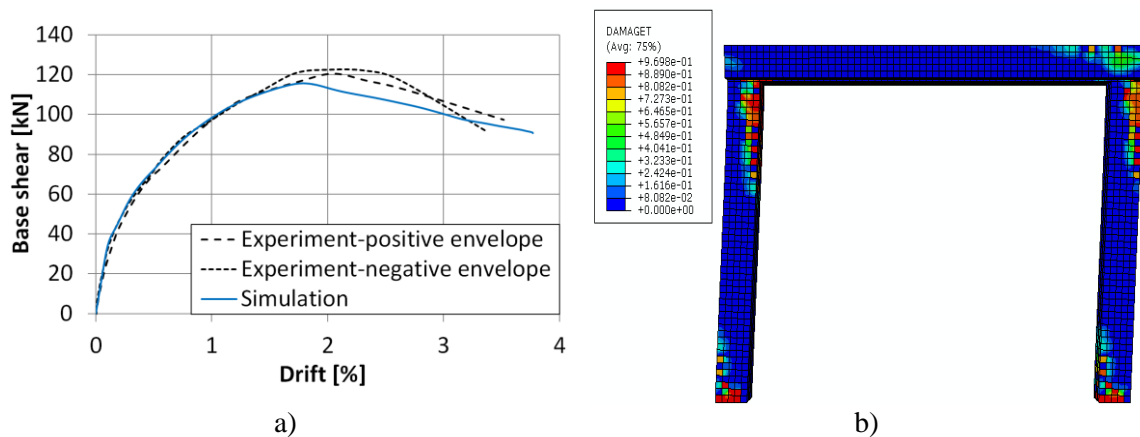 140
120
100
80
60
40
20
0
Base shear [kN]
Experiment-positive envelope
Experiment-negative envelope
Simulation
0 1 2 3 4
Drift [%]
a)
DAMAGET
(Avg: 75%)
+9.698e-01
+8.890e-01
+8.082e-01
+7.273e-01
+6.465e-01
+5.657e-01
+4.849e-01
+4.041e-01
+3.233e-01
+2.424e-01
+1.616e-01
+8.082e-02
+0.000e+00
b)